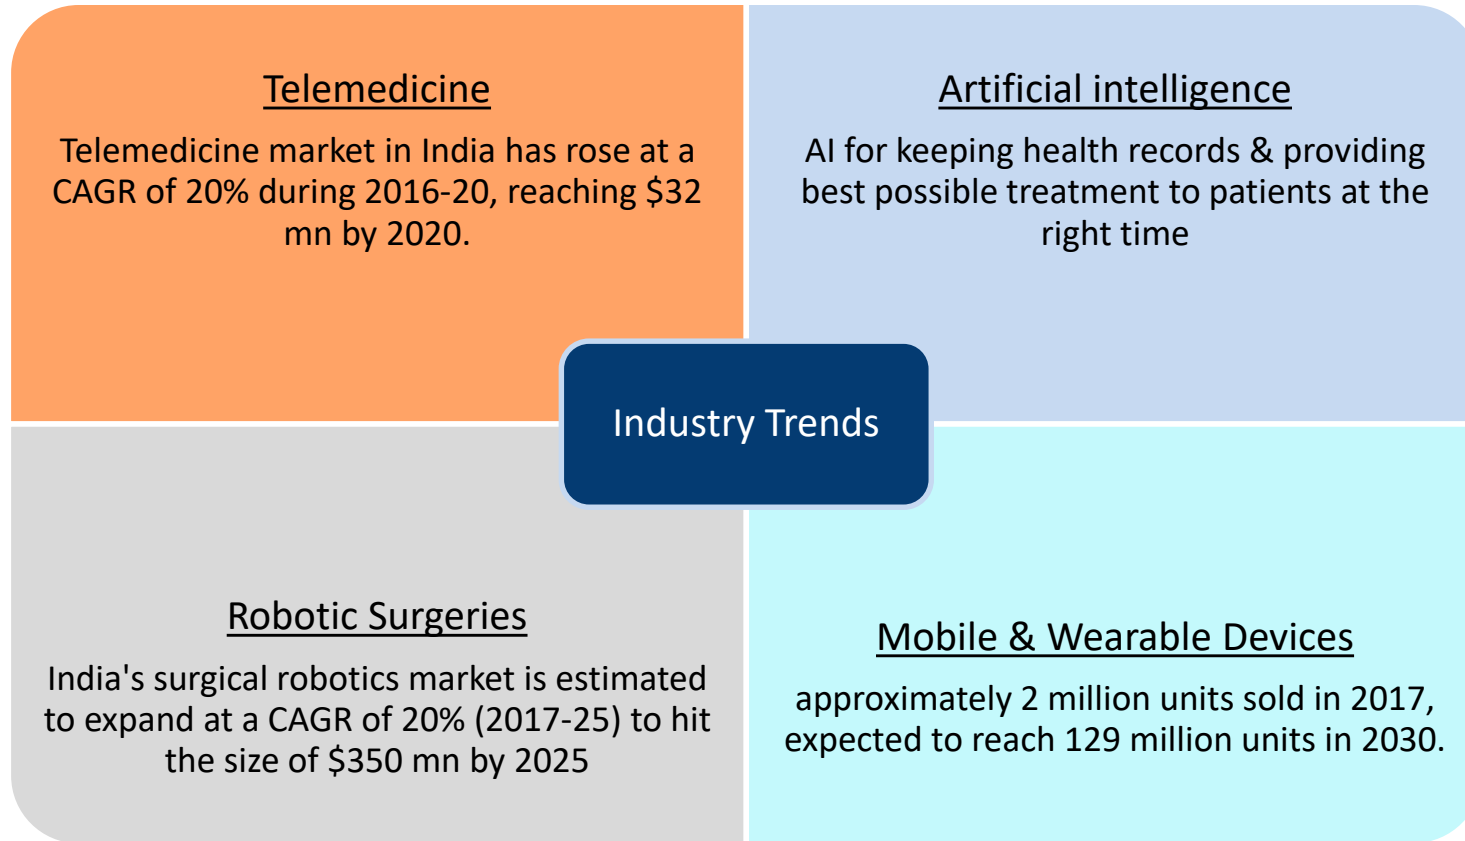 Telemedicine
Telemedicine market in India has rose at a
CAGR of 20% during 2016-20, reaching $32
mn by 2020.
Artificial intelligence
AI for keeping health records & providing
best possible treatment to patients at the
right time
Industry Trends
Robotic Surgeries
India's surgical robotics market is estimated
to expand at a CAGR of 20% (2017-25) to hit
the size of $350 mn by 2025
Mobile & Wearable Devices
approximately 2 million units sold in 2017,
expected to reach 129 million units in 2030.